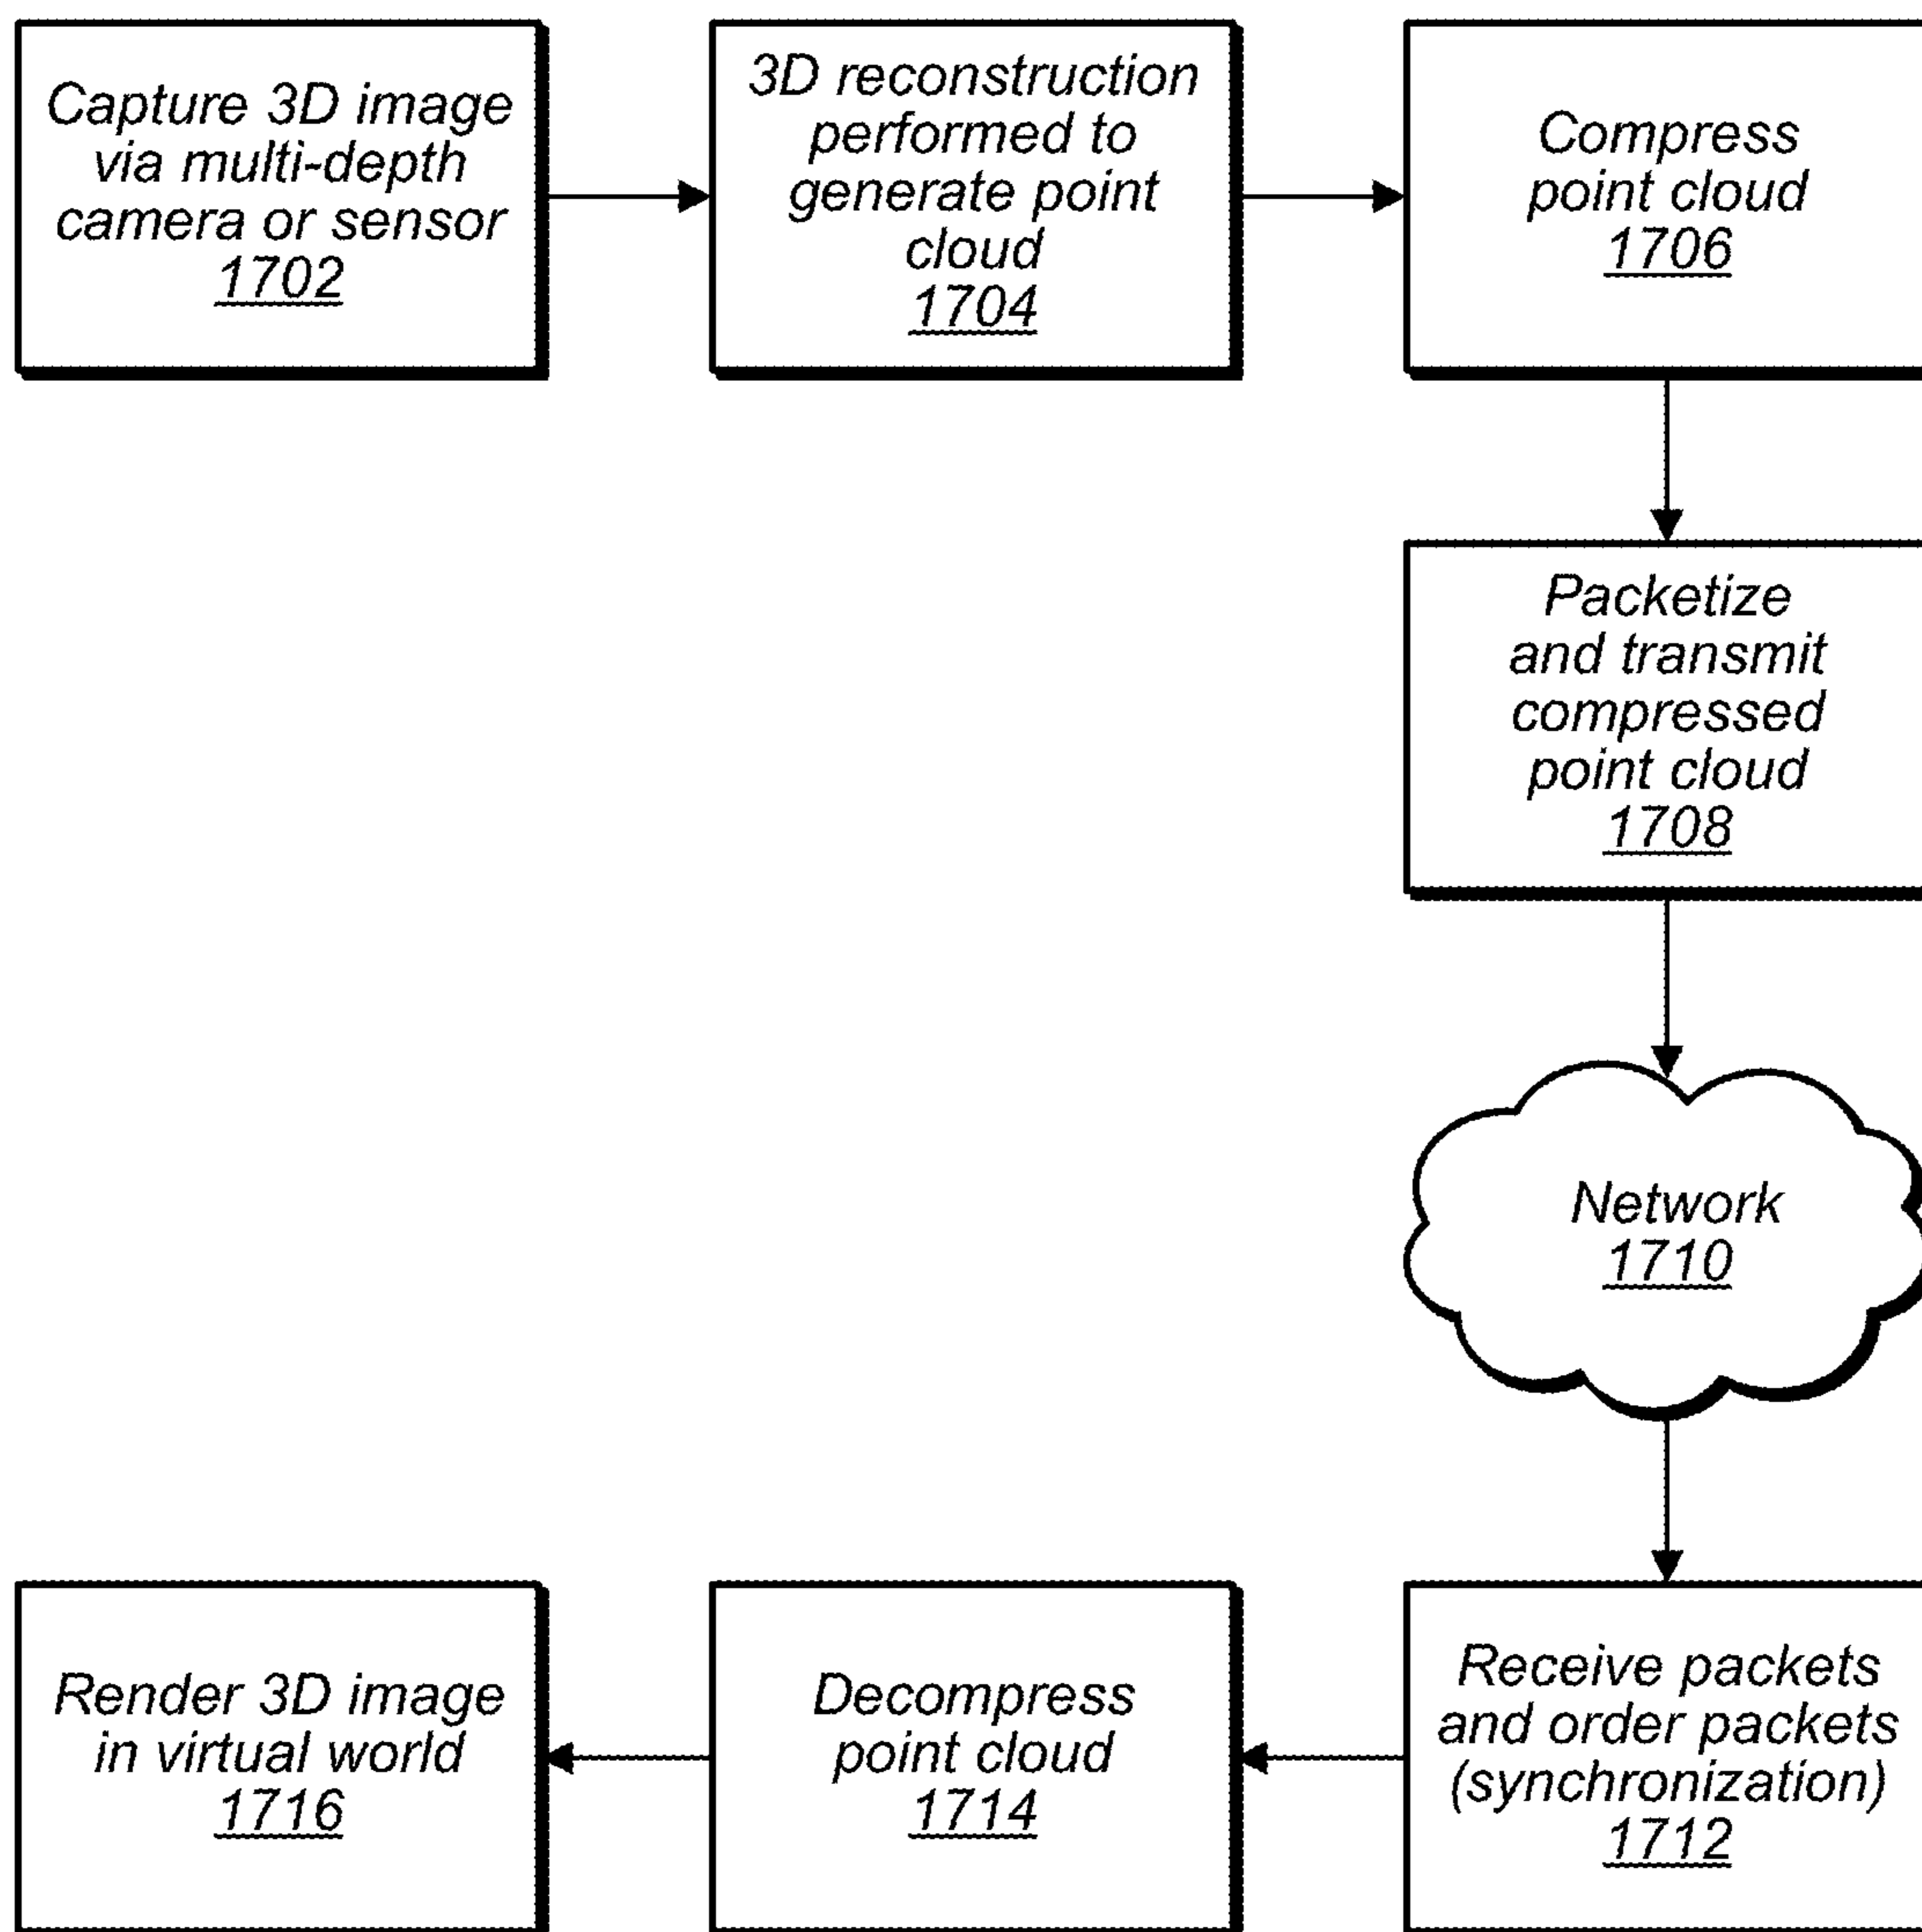 Capture 3D image
via multi-depth
camera or sensor
1702
3D reconstruction
performed to
generate point
cloud
1704
Compress
point cloud
1706
Packetize
and transmit
compressed
point cloud
1708
Network
1710
Receive packets
and order packets
(synchronization)
1712
Decompress
point cloud
1714
Render 3D image
in virtual world
1716